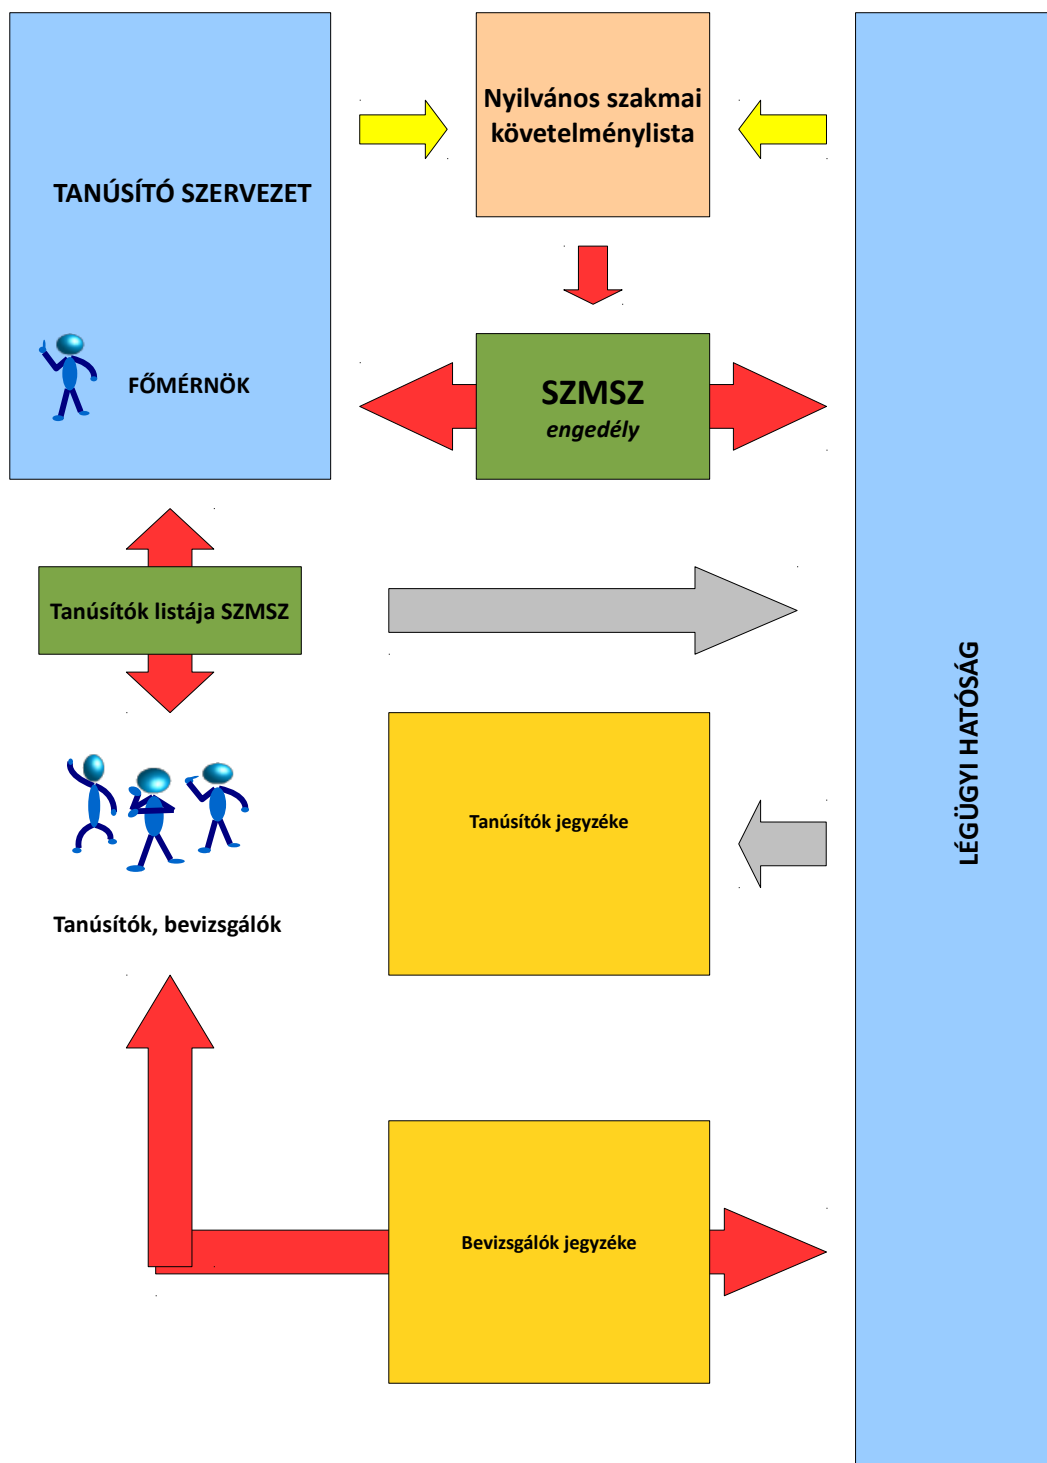 Nyilvános szakmai
követelménylista
TANÚSÍTÓ SZERVEZET
FŐMÉRNÖK
SZMSZ
engedély
Tanúsítók listája SZMSZ
LÉGÜGYI HATÓSÁG
Tanúsítók jegyzéke
Tanúsítók, bevizsgálók
Bevizsgálók jegyzéke